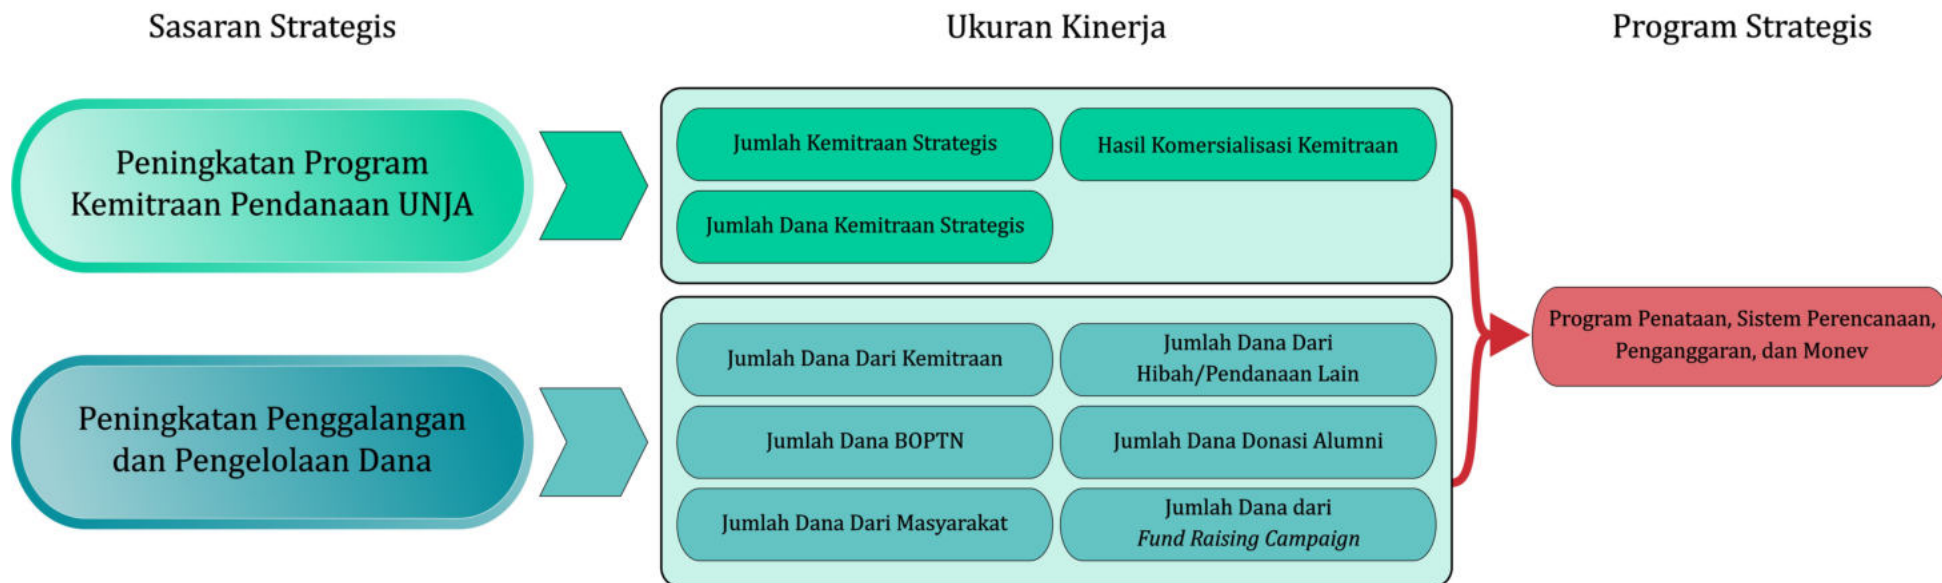 Sasaran Strategis
Ukuran Kinerja
Program Strategis
Peningkatan Program
Kemitraan Pendanaan UNJA
Jumlah Kemitraan Strategis
Hasil Komersialisasi Kemitraan
Jumlah Dana Kemitraan Strategis
Peningkatan Penggalangan
dan Pengelolaan Dana
Jumlah Dana Dari Kemitraan
Jumlah Dana Dari
Hibah/Pendanaan Lain
Jumlah Dana BOPTN
Jumlah Dana Donasi Alumni
Jumlah Dana Dari Masyarakat
Jumlah Dana dari
Fund Raising Campaign
Program Penataan, Sistem Perencanaan,
Penganggaran, dan Monev